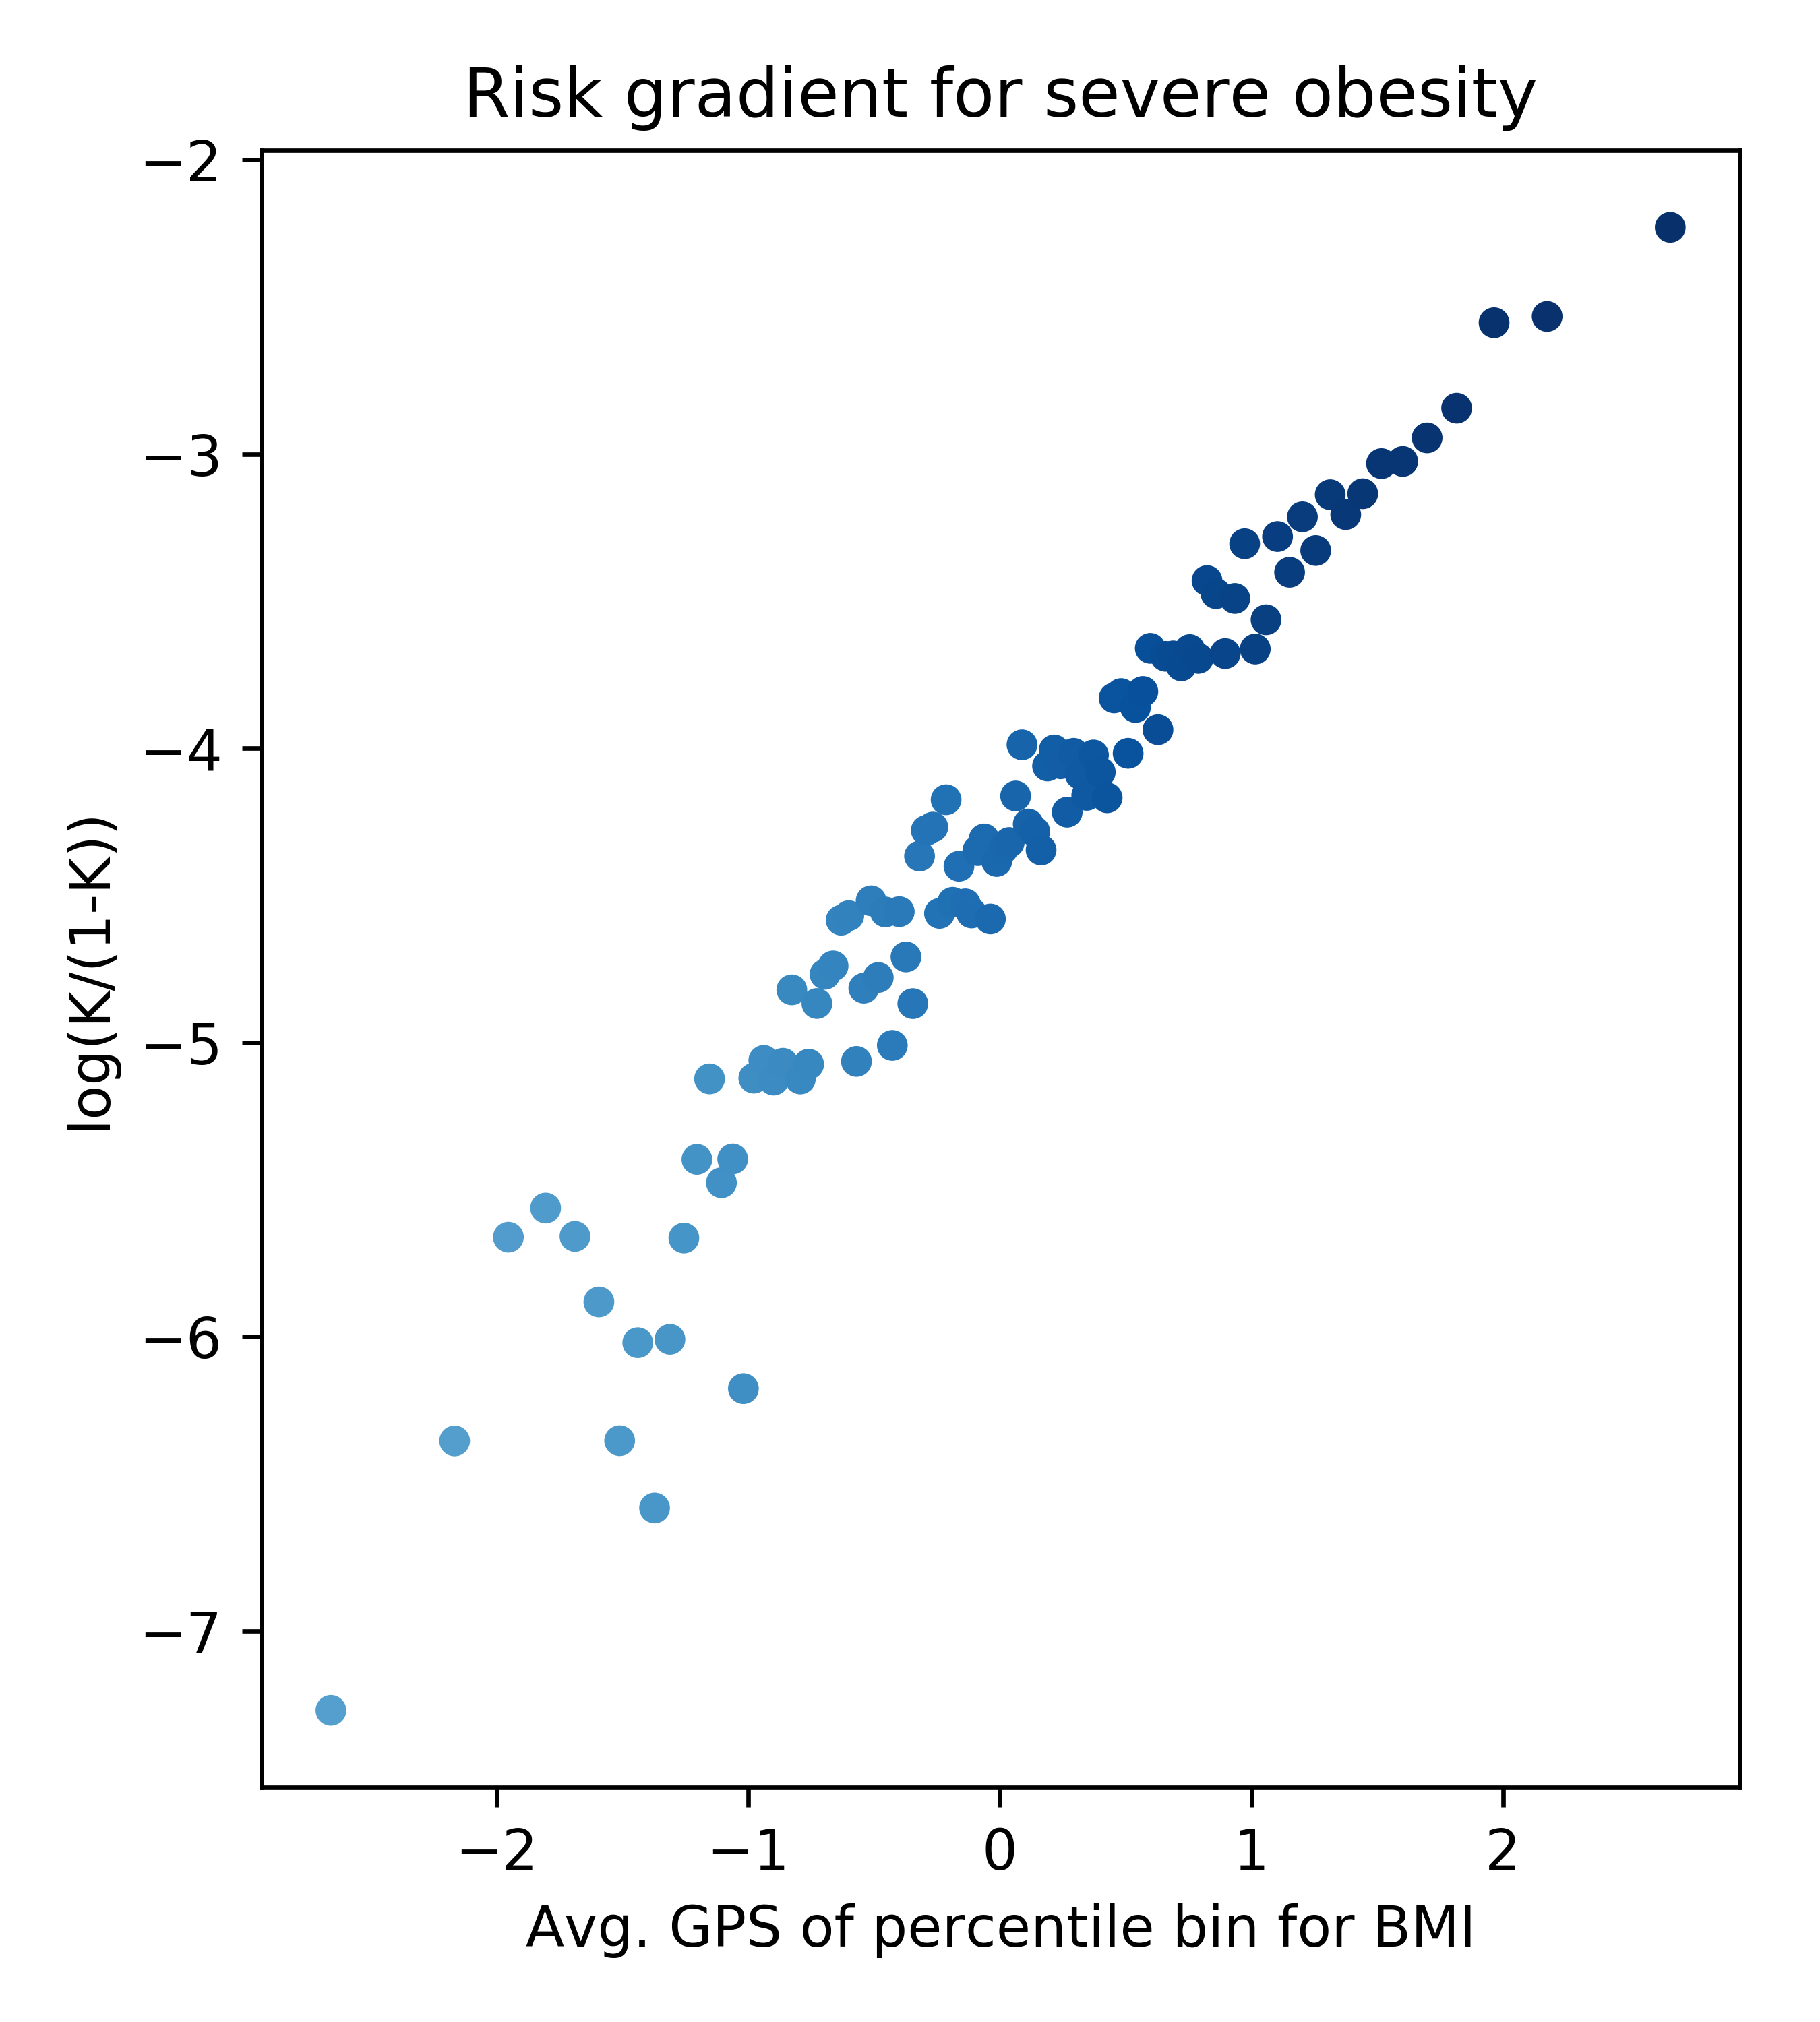 Risk gradient for severe obesity
−2
−3
−4
−5
−6
−7
log(K/(1-K))
−2 −1 0 1 2
Avg. GPS of percentile bin for BMI